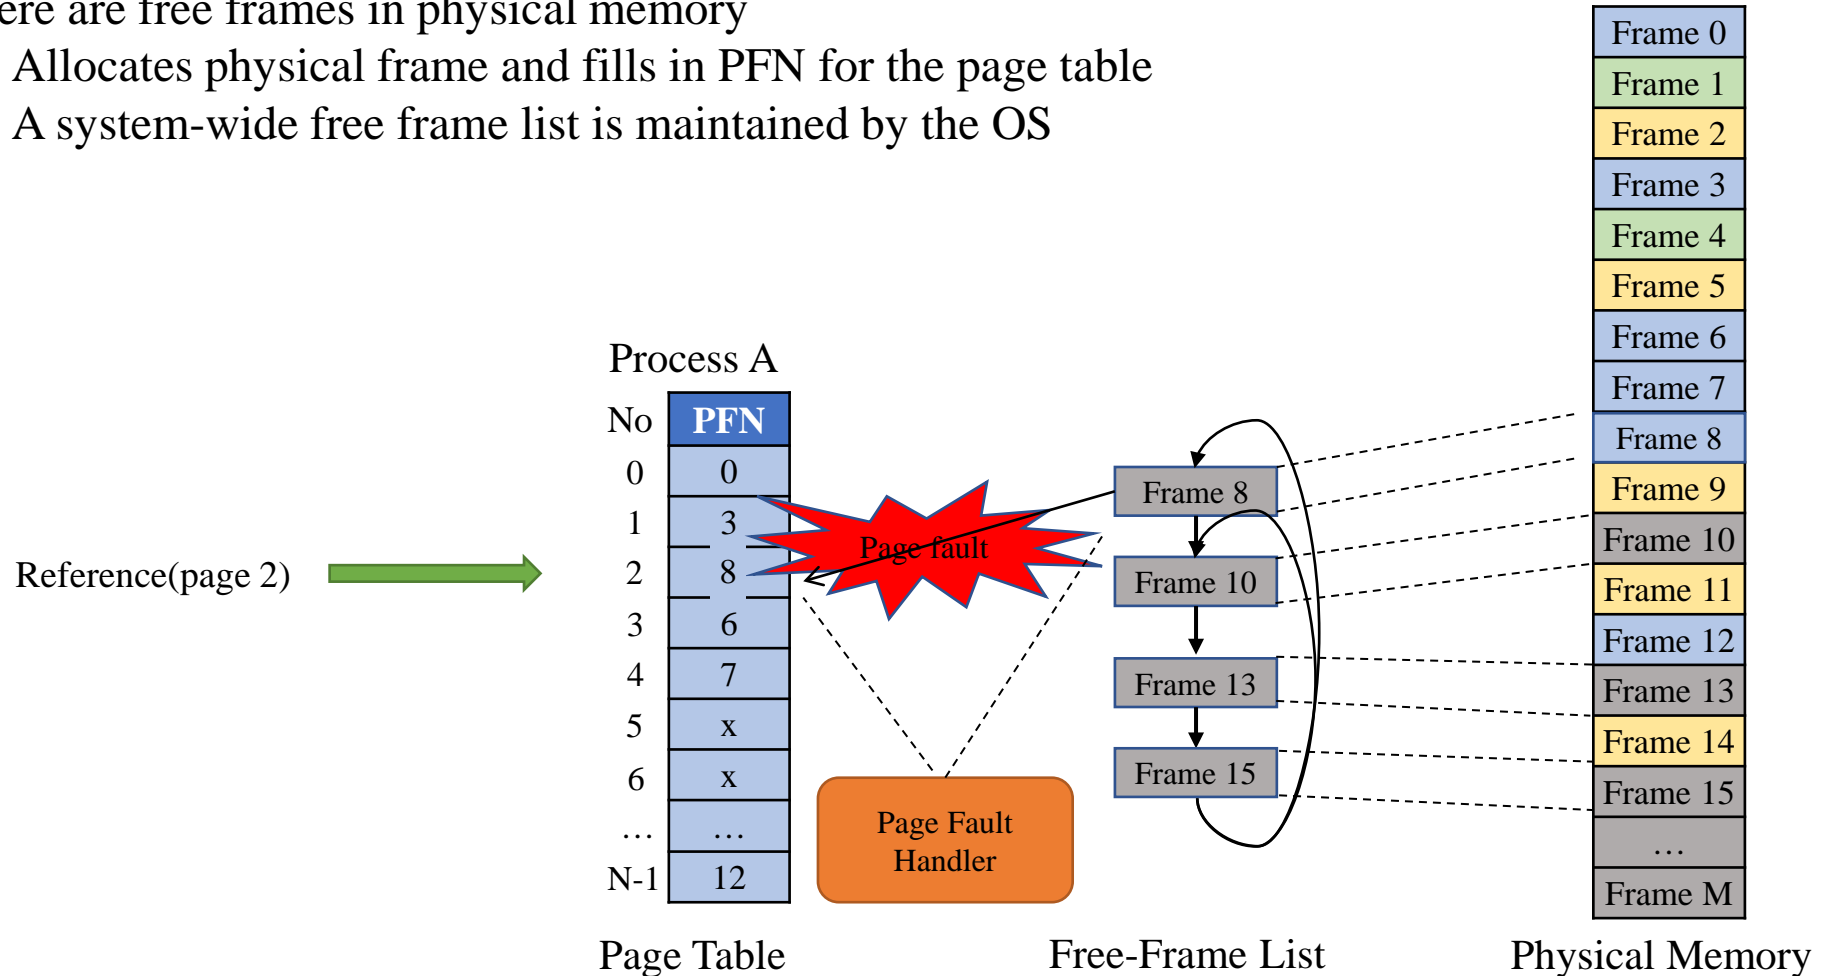 ere are free frames in physical memory
Allocates physical frame and fills in PFN for the page table
A system-wide free frame list is maintained by the OS
Process A
No PFN
0 0
1 3
2 8
3 6
4 7
5 x
6 x
… …
N-1 12
Page Table
Reference(page 2)
Page fault
Page Fault
Handler
Frame 8
Frame 10
Frame 13
Frame 15
Free-Frame List
Frame 0
Frame 1
Frame 2
Frame 3
Frame 4
Frame 5
Frame 6
Frame 7
Frame 8
Frame 9
Frame 10
Frame 11
Frame 12
Frame 13
Frame 14
Frame 15
…
Frame M
Physical Memory